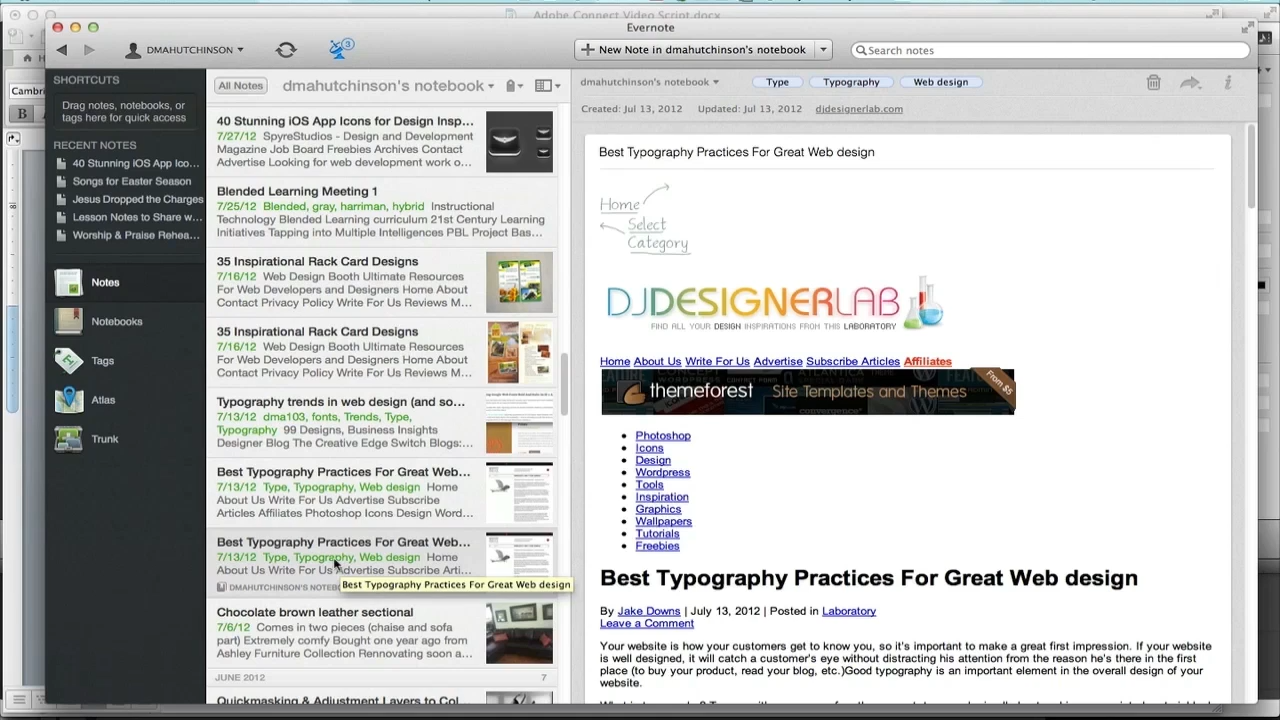 Adobe Connect Video Script.docx
Evernote
DMAHUTCHINSON
3
New Note in dmahutchinson's notebook
Search notes
Cambri
B
SHORTCUTS
Drag notes, notebooks, or
tags here for quick access
RECENT NOTES
40 Stunning iOS App Ico...
Songs for Easter Season
Jesus Dropped the Charges
Lesson Notes to Share w...
Worship & Praise Rehea...
Notes
Notebooks
Tags
Atlas
Trunk
All Notes
dmahutchinson's notebook
40 Stunning iOS App Icons for Design Insp...
7/27/12 SpyreStudios - Design and Development
Magazine Job Board Freebies Archives Contact
Advertise Looking for web development work o...
Blended Learning Meeting 1
7/25/12 Blended, gray, harriman, hybrid Instructional
Technology Blended Learning curriculum 21st Century Learning
Initiatives Tapping into Multiple Intelligences PBL Project Bas...
35 Inspirational Rack Card Designs
7/16/12 Web Design Booth Ultimate Resources
For Web Developers and Designers Home About
Contact Privacy Policy Write For Us Reviews M...
35 Inspirational Rack Card Designs
7/16/12 Web Design Booth Ultimate Resources
For Web Developers and Designers Home About
Contact Privacy Policy Write For Us Reviews M...
Typography trends in web design (and so...
7/13/12 cima103, fonts, Trends, Type,
Typography 99 Designs, Business Insights
Designer Blog The Creative Edge Switch Blogs:...
Best Typography Practices For Great Web...
7/13/12 Type, Typography, Web design Home
About Us Write For Us Advertise Subscribe
Articles Affiliates Photoshop Icons Design Word...
Best Typography Practices For Great Web...
7/13/12 Type, Typography, Web design Home
About Us Write For Us Advertise Subscribe Arti...
DMAHUTCHINSON'S NOTEB
Best Typography Practices For Great Web design
Chocolate brown leather sectional
7/6/12 Comes in two pieces (chaise and sofa
part) Extremely comfy Bought one year ago from
Ashley Furniture Collection Rennovating soon a...
JUNE 2012 7
Quickmasking & Adjustment Layers to Col
dmahutchinson's notebook
Type
Typography
Web design
Created: Jul 13, 2012 Updated: Jul 13, 2012 djdesignerlab.com
Best Typography Practices For Great Web design
Home
Select
Category
DJDESIGNERLAB
FIND ALL YOUR DESIGN INSPIRATIONS FROM THIS LABORATORY
Home About Us Write For Us Advertise Subscribe Articles Affiliates
themeforest Site Templates and Themes
From $5
Photoshop
Icons
Design
Wordpress
Tools
Inspiration
Graphics
Wallpapers
Tutorials
Freebies
Best Typography Practices For Great Web design
By Jake Downs | July 13, 2012 | Posted in Laboratory
Leave a Comment
Your website is how your customers get to know you, so it's important to make a great first impression. If your website
is well designed, it will catch a customer's eye without distracting his attention from the reason he's there in the first
place (to buy your product, read your blog, etc.)Good typography is an important element in the overall design of your
website.